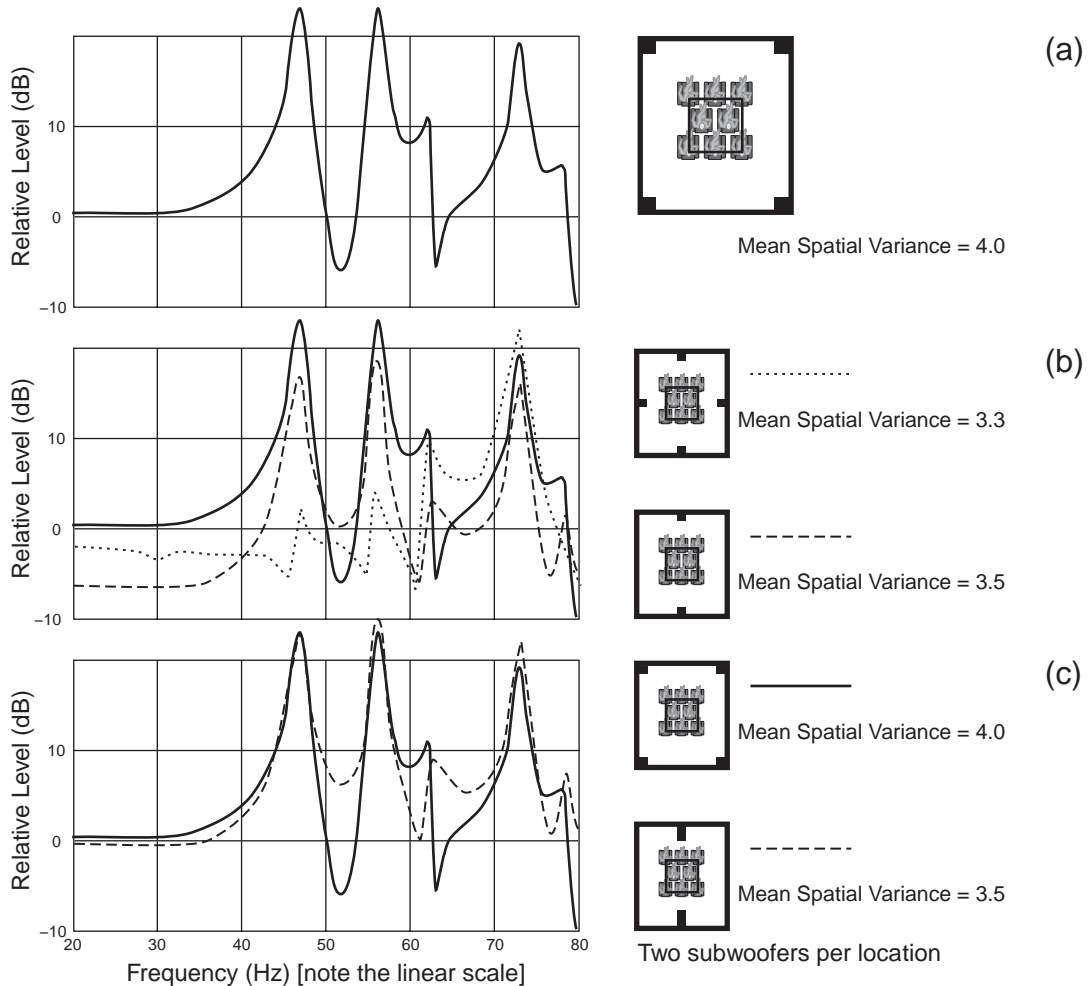 (a)
Relative Level (dB)
10
0
–10
Mean Spatial Variance = 4.0
(b)
Relative Level (dB)
10
0
–10
Mean Spatial Variance = 3.3
Mean Spatial Variance = 3.5
(c)
Relative Level (dB)
10
0
–10
20 30 40 50 60 70 80
Mean Spatial Variance = 4.0
Mean Spatial Variance = 3.5
Two subwoofers per location
Frequency (Hz) [note the linear scale]